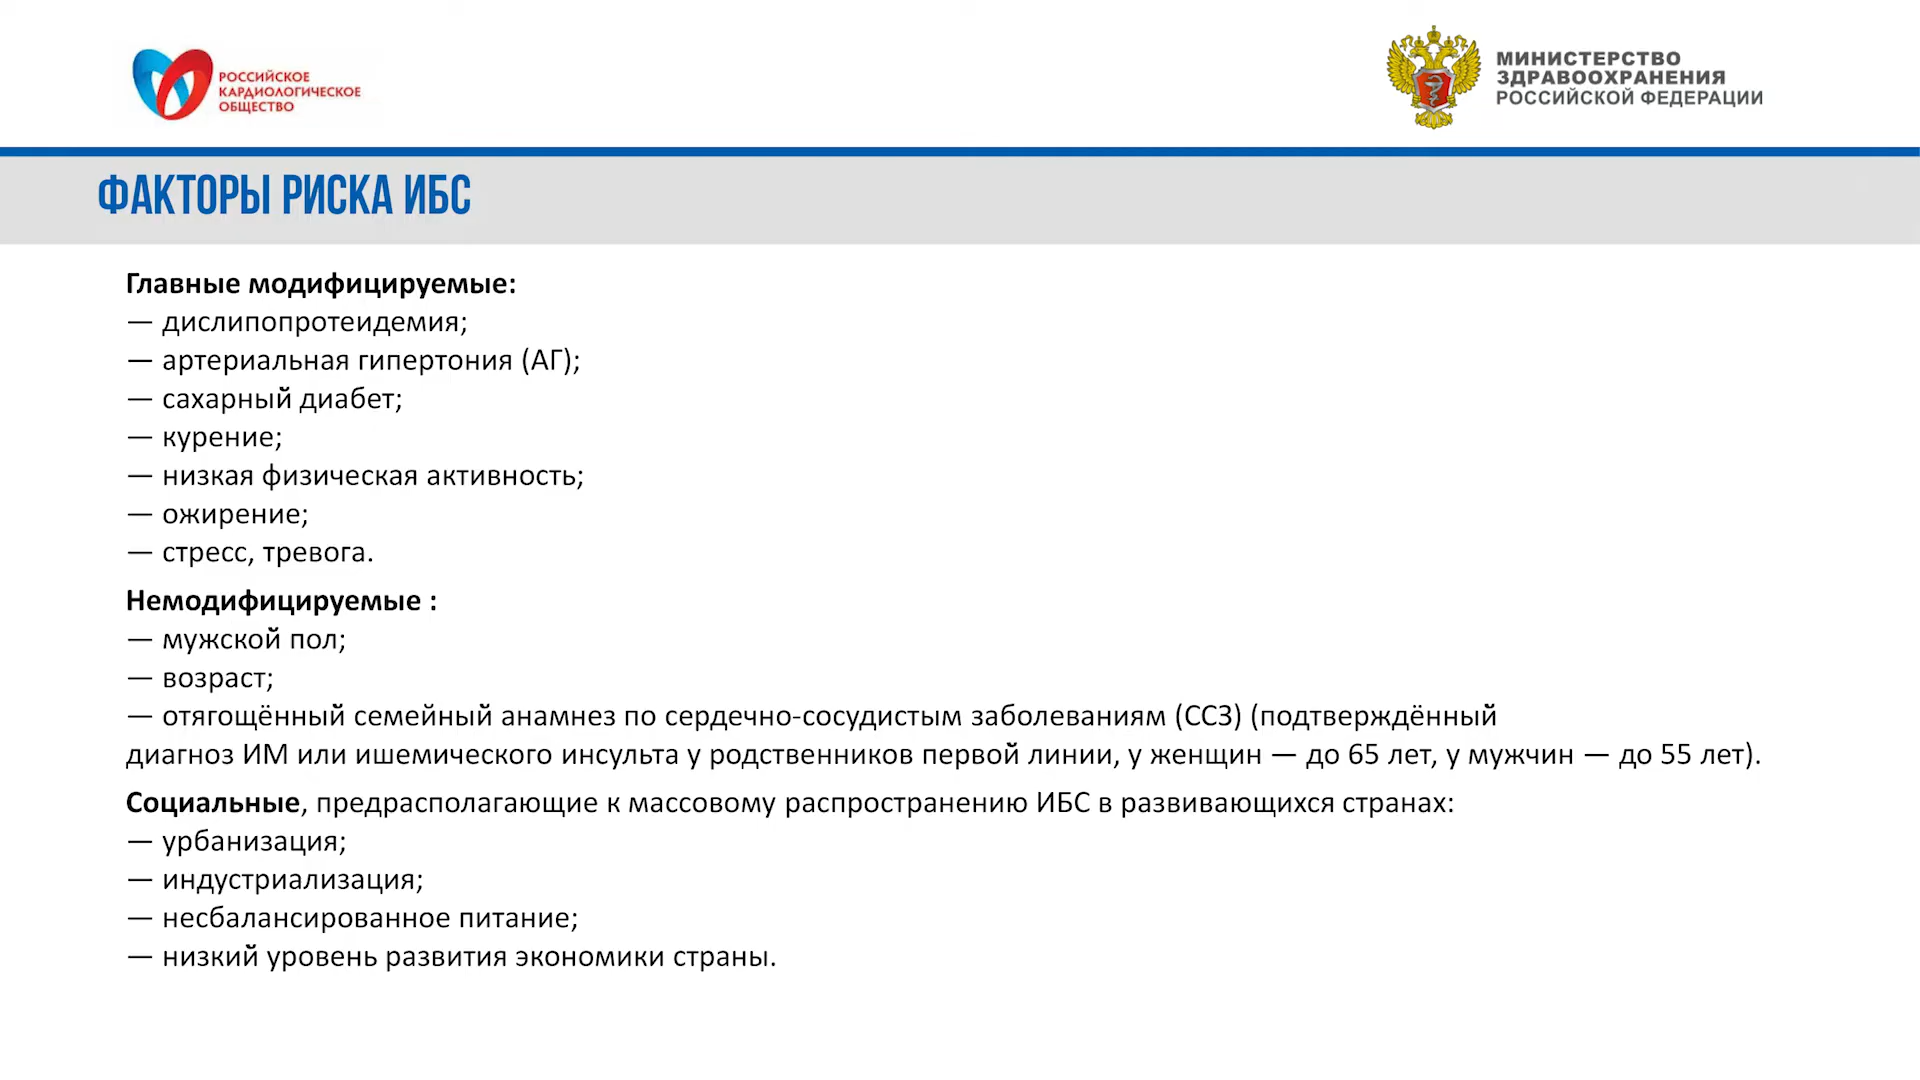 РОССИЙСКОЕ
КАРДИОЛОГИЧЕСКОЕ
ОБЩЕСТВО
МИНИСТЕРСТВО
ЗДРАВООХРАНЕНИЯ
РОССИЙСКОЙ ФЕДЕРАЦИИ
ФАКТОРЫ РИСКА ИБС
Главные модифицируемые:
— дислипопротеидемия;
— артериальная гипертония (АГ);
— сахарный диабет;
— курение;
— низкая физическая активность;
— ожирение;
— стресс, тревога.
Немодифицируемые :
— мужской пол;
— возраст;
— отягощённый семейный анамнез по сердечно-сосудистым заболеваниям (ССЗ) (подтверждённый
диагноз ИМ или ишемического инсульта у родственников первой линии, у женщин — до 65 лет, у мужчин — до 55 лет).
Социальные, предрасполагающие к массовому распространению ИБС в развивающихся странах:
— урбанизация;
— индустриализация;
— несбалансированное питание;
— низкий уровень развития экономики страны.